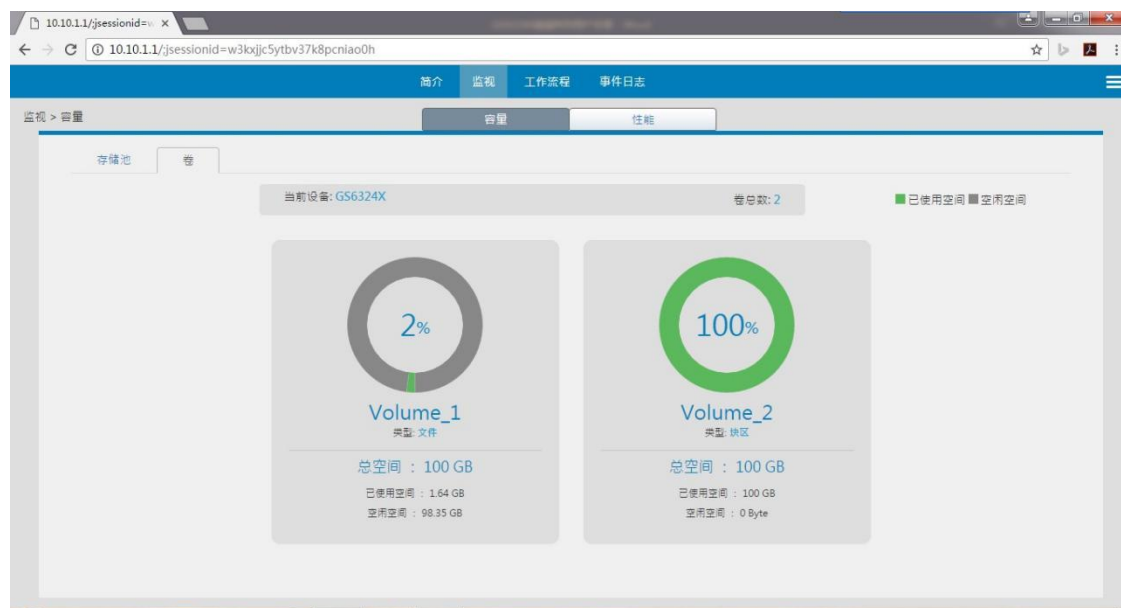 10.10.1.1/;jsessionid=w
10.10.1.1/;jsessionid=w3kxjjc5ytbv37k8pcniao0h
简介 监视 工作流程 事件日志
监视 > 容量
容量 性能
存储池 卷
当前设备: GS6324X 卷总数: 2 已使用空间 空闲空间
2% 100%
Volume_1 Volume_2
类型: 文件 类型: 块区
总空间 : 100 GB 总空间 : 100 GB
已使用空间 : 1.64 GB 已使用空间 : 100 GB
空闲空间 : 98.35 GB 空闲空间 : 0 Byte